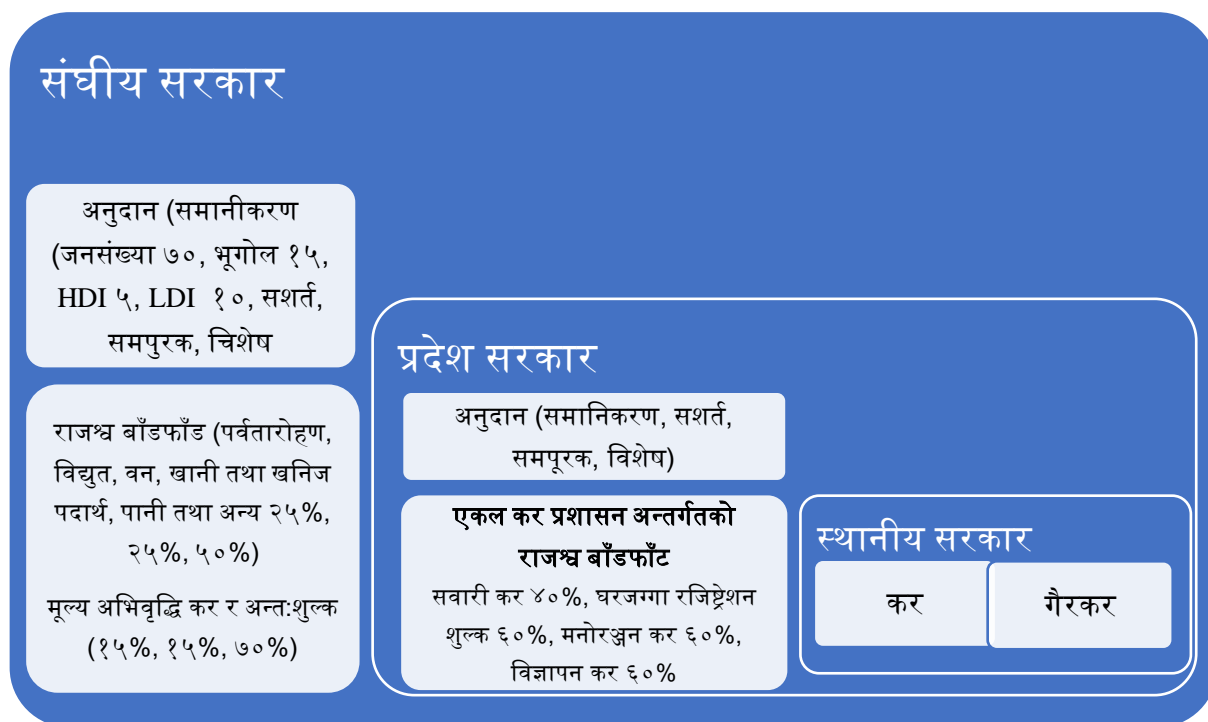 संघीय सरकार
अनुदान (समानीकरण
(जनसंख्या ७०, भूगोल १५,
HDI ५, LDI १०, सशर्त,
समपुरक, चिशेष
राजश्व बाँडफाँड (पर्वतारोहण,
विद्युत, वन, खानी तथा खनिज
पदार्थ, पानी तथा अन्य २५%,
२५%, ५०%)
मूल्य अभिवृद्धि कर र अन्त:शुल्क
(१५%, १५%, ७०%)
प्रदेश सरकार
अनुदान (समानिकरण, सशर्त,
समपूरक, विशेष)
एकल कर प्रशासन अन्तर्गतको
राजश्व बाँडफाँट
सवारी कर ४०%, घरजग्गा रजिष्ट्रेशन
शुल्क ६०%, मनोरञ्जन कर ६०%,
विज्ञापन कर ६०%
स्थानीय सरकार
कर
गैरकर